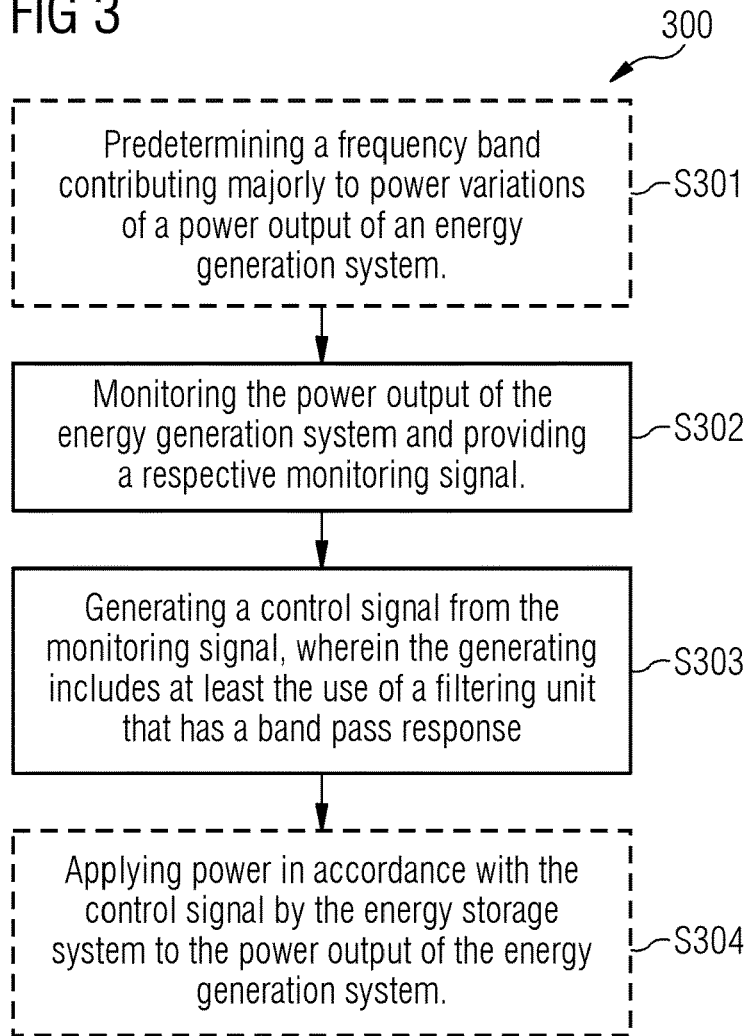 FIG 3
300
Predetermining a frequency band
contributing majorly to power variations
of a power output of an energy
generation system.
S301
Monitoring the power output of the
energy generation system and providing
a respective monitoring signal.
S302
Generating a control signal from the
monitoring signal, wherein the generating
includes at least the use of a filtering unit
that has a band pass response
S303
Applying power in accordance with the
control signal by the energy storage
system to the power output of the energy
generation system.
S304